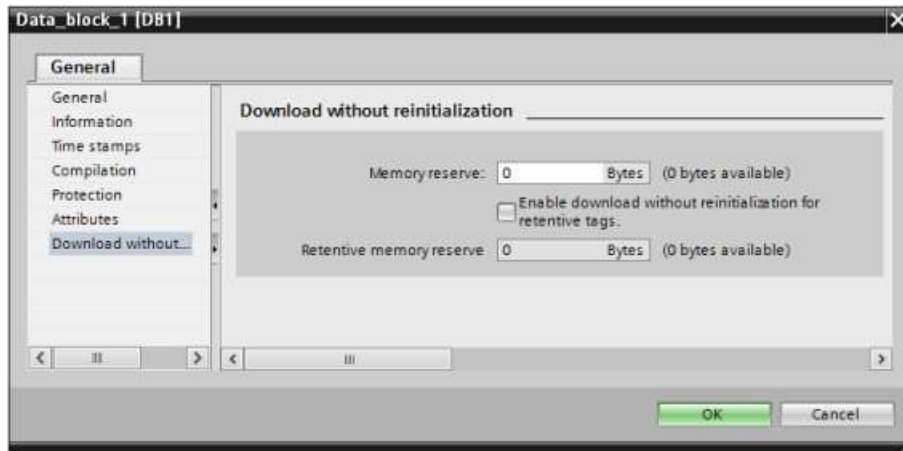 Data_block_1 [DB1]
General
General
Information
Time stamps
Compilation
Protection
Attributes
Download without...
Download without reinitialization
Memory reserve: 0 Bytes (0 bytes available)
Enable download without reinitialization for
retentive tags.
Retentive memory reserve 0 Bytes (0 bytes available)
OK Cancel